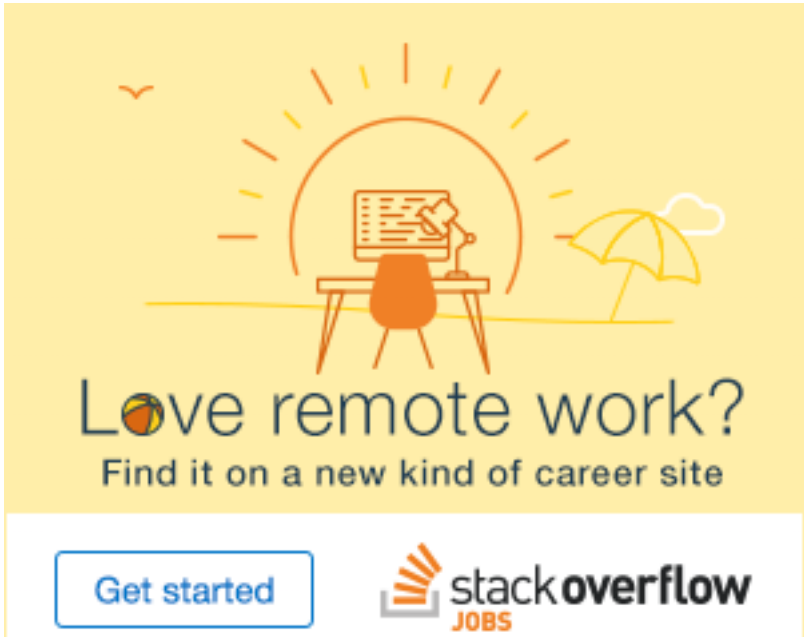 Love remote work?
Find it on a new kind of career site
Get started
stackoverflow
JOBS